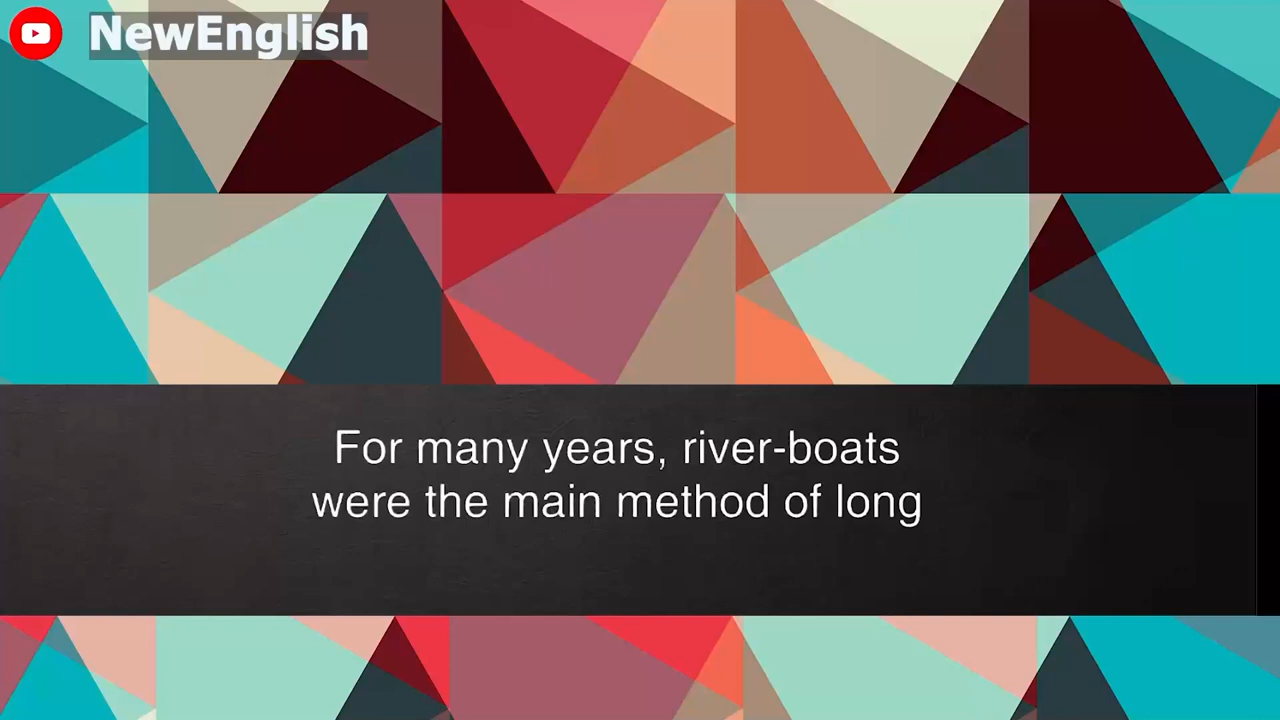 NewEnglish
For many years, river-boats
were the main method of long